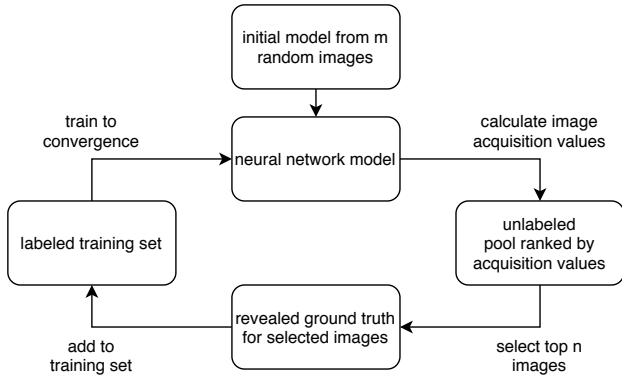 initial model from m
random images
train to
convergence
calculate image
acquisition values
neural network model
labeled training set
unlabeled
pool ranked by
acquisition values
revealed ground truth
for selected images
add to
training set
select top n
images